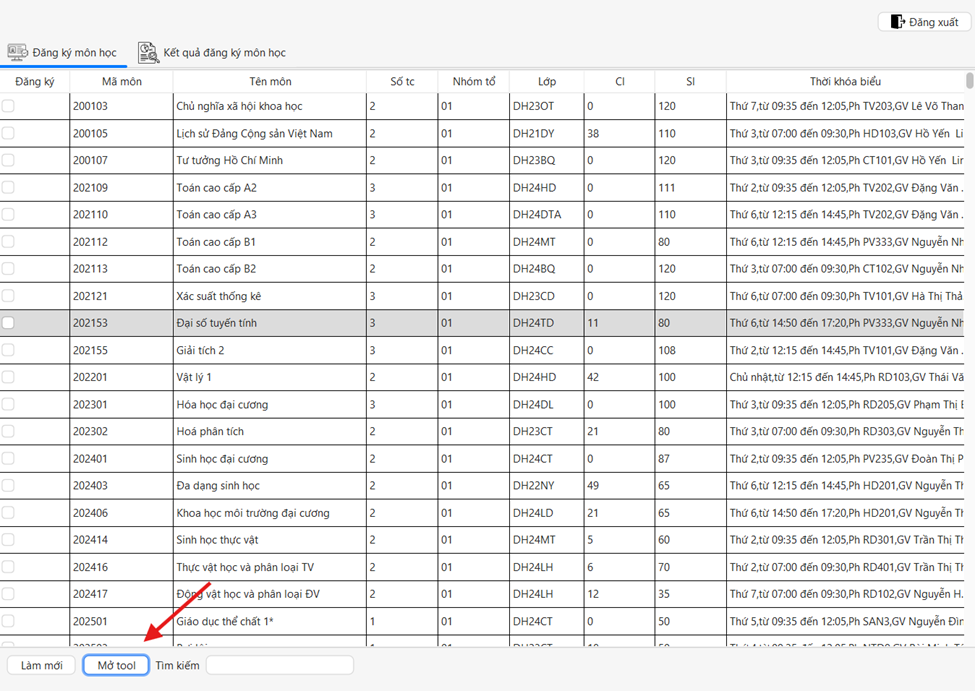 Đăng xuất
Đăng ký môn học Kết quả đăng ký môn học
Đăng ký Mã môn Tên môn Số tc Nhóm tổ Lớp Cl Sl Thời khóa biểu
200103 Chủ nghĩa xã hội khoa học 2 01 DH23OT 0 120 Thứ 7,từ 09:35 đến 12:05,Ph TV203,GV Lê Võ Than
200105 Lịch sử Đảng Cộng sản Việt Nam 2 01 DH21DY 38 110 Thứ 3,từ 07:00 đến 09:30,Ph HD103,GV Hồ Yến Li
200107 Tư tưởng Hồ Chí Minh 2 01 DH23BQ 0 120 Thứ 3,từ 09:35 đến 12:05,Ph CT101,GV Hồ Yến Lin
202109 Toán cao cấp A2 3 01 DH24HD 0 111 Thứ 2,từ 09:35 đến 12:05,Ph TV202,GV Đặng Văn .
202110 Toán cao cấp A3 3 01 DH24DTA 0 110 Thứ 6,từ 12:15 đến 14:45,Ph TV202,GV Đặng Văn .
202112 Toán cao cấp B1 2 01 DH24MT 0 80 Thứ 6,từ 12:15 đến 14:45,Ph PV333,GV Nguyễn Nh
202113 Toán cao cấp B2 2 01 DH24BQ 0 120 Thứ 3,từ 07:00 đến 09:30,Ph CT102,GV Nguyễn Nh
202121 Xác suất thống kê 3 01 DH23CD 0 120 Thứ 6,từ 07:00 đến 09:30,Ph TV101,GV Hà Thị Thả
202153 Đại số tuyến tính 3 01 DH24TD 11 80 Thứ 6,từ 14:50 đến 17:20,Ph PV333,GV Nguyễn Nh
202155 Giải tích 2 3 01 DH24CC 0 108 Thứ 2,từ 12:15 đến 14:45,Ph TV101,GV Đặng Văn .
202201 Vật lý 1 2 01 DH24HD 42 100 Chủ nhật,từ 12:15 đến 14:45,Ph RD103,GV Thái Vă
202301 Hóa học đại cương 3 01 DH24DL 0 100 Thứ 3,từ 09:35 đến 12:05,Ph RD205,GV Phạm Thị B
202302 Hoá phân tích 2 01 DH23CT 21 80 Thứ 3,từ 07:00 đến 09:30,Ph RD303,GV Nguyễn Th
202401 Sinh học đại cương 2 01 DH24CT 0 87 Thứ 2,từ 09:35 đến 12:05,Ph PV235,GV Đoàn Thị P
202403 Đa dạng sinh học 2 01 DH22NY 49 65 Thứ 6,từ 12:15 đến 14:45,Ph HD201,GV Nguyễn Th
202406 Khoa học môi trường đại cương 2 01 DH24LD 21 65 Thứ 6,từ 14:50 đến 17:20,Ph HD201,GV Nguyễn Th
202414 Sinh học thực vật 2 01 DH24MT 5 60 Thứ 2,từ 09:35 đến 12:05,Ph RD301,GV Trần Thị Th
202416 Thực vật học và phân loại TV 2 01 DH24LH 6 70 Thứ 2,từ 07:00 đến 09:30,Ph RD401,GV Trần Thị Th
202417 Động vật học và phân loại ĐV 2 01 DH24LH 12 35 Thứ 7,từ 07:00 đến 09:30,Ph RD102,GV Nguyễn H.
202501 Giáo dục thể chất 1* 1 01 DH24CT 0 50 Thứ 5,từ 09:35 đến 12:05,Ph SAN3,GV Nguyễn Đìn
Làm mới Mở tool Tìm kiếm